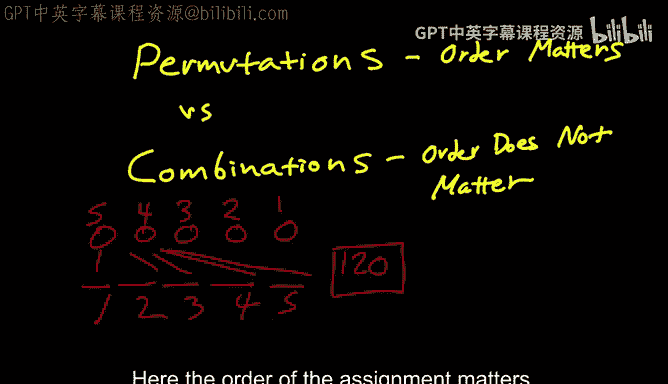 GPT中英字幕课程资源@bilibili.com
GPT中英字幕课程资源 bilibili
Permutations - Order Matters
vs
Combinations - Order Does Not
Matter
5 4 3 2 1
120
1 2 3 4 5
Here the order of the assignment matters